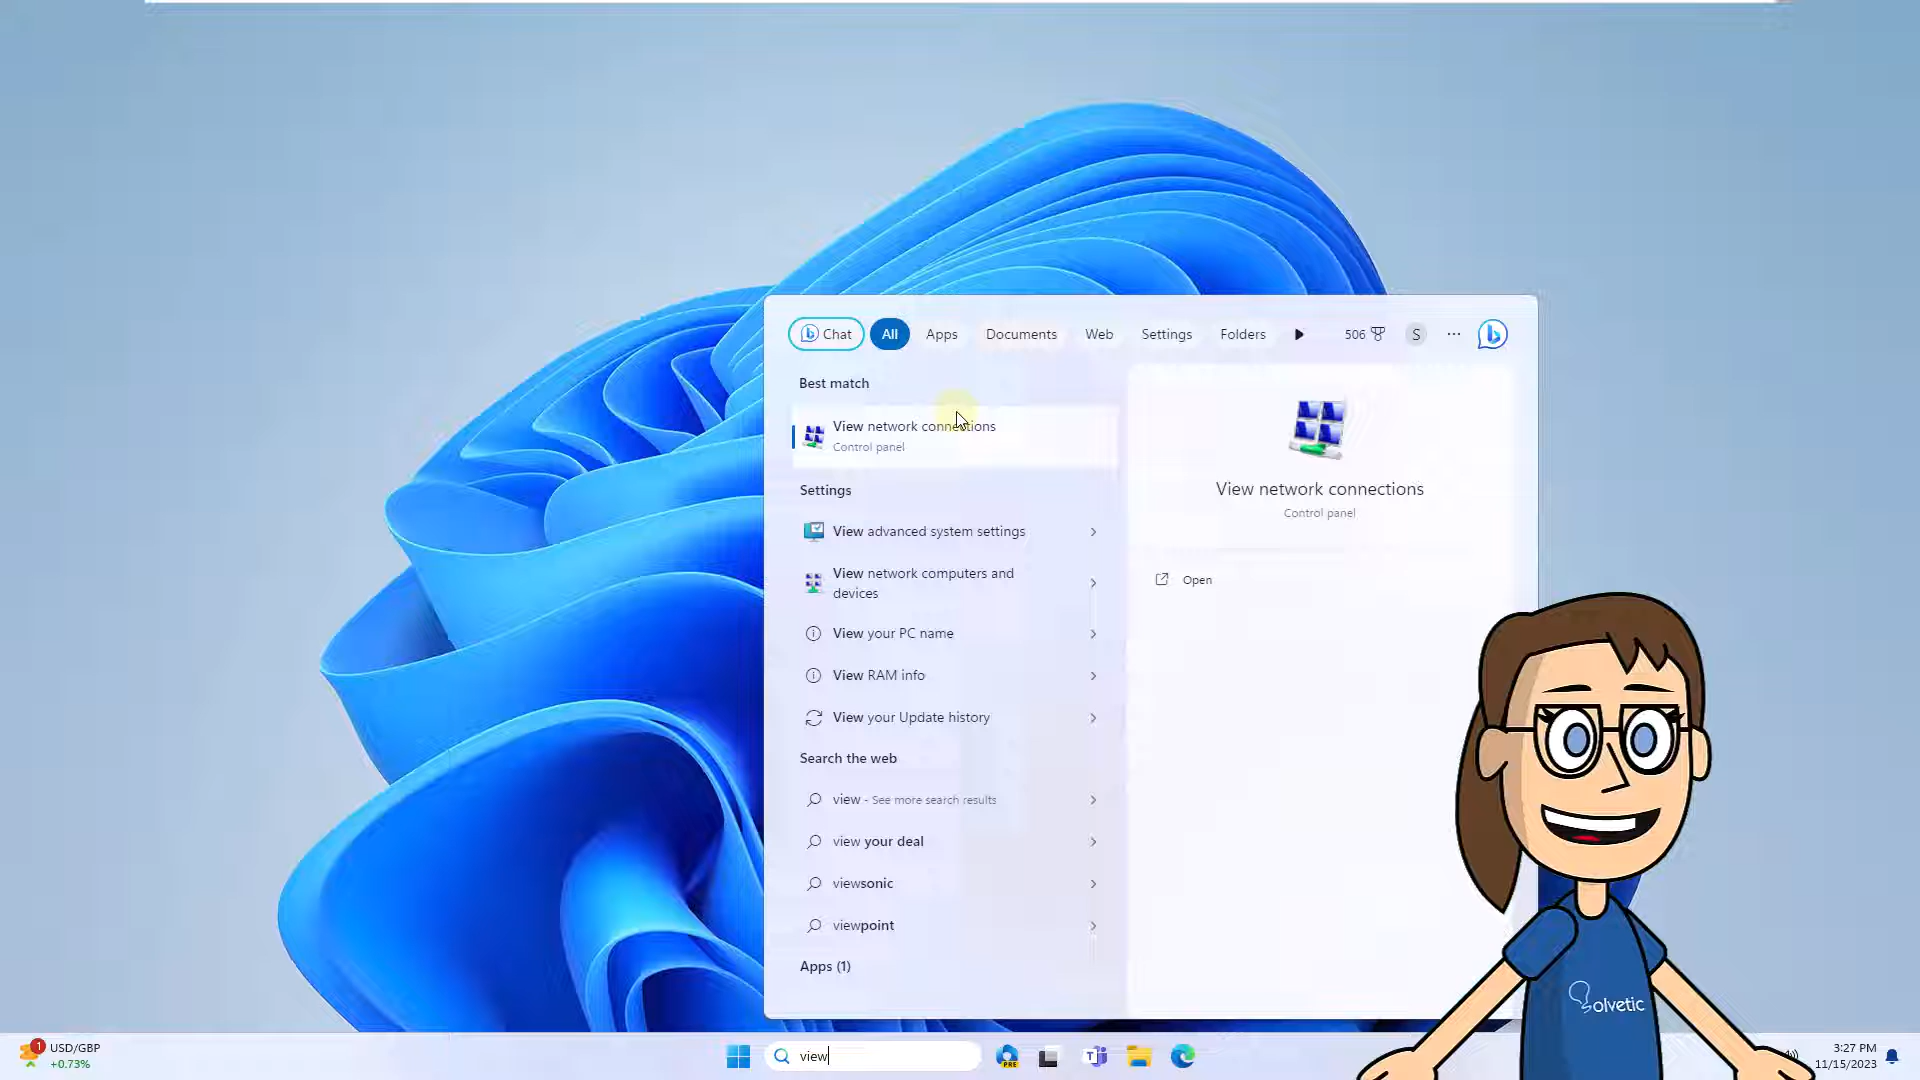 Chat
All
Apps
Documents
Web
Settings
Folders
506
S
Best match
View network connections
Control panel
Settings
View advanced system settings
View network computers and
devices
View your PC name
View RAM info
View your Update history
Search the web
view - See more search results
view your deal
viewsonic
viewpoint
Apps (1)
View network connections
Control panel
Open
Solvetic
1
USD/GBP
+0.73%
view
PRE
3:27 PM
11/15/2023